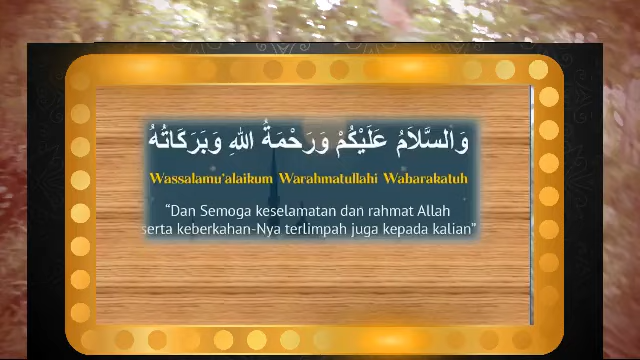 وَالسَّلاَمُ عَلَيْكُمْ وَرَحْمَةُ اللهِ وَبَرَكَاتُهُ
Wassalamu'alaikum Warahmatullahi Wabarakatuh
“Dan Semoga keselamatan dan rahmat Allah
serta keberkahan-Nya terlimpah juga kepada kalian”